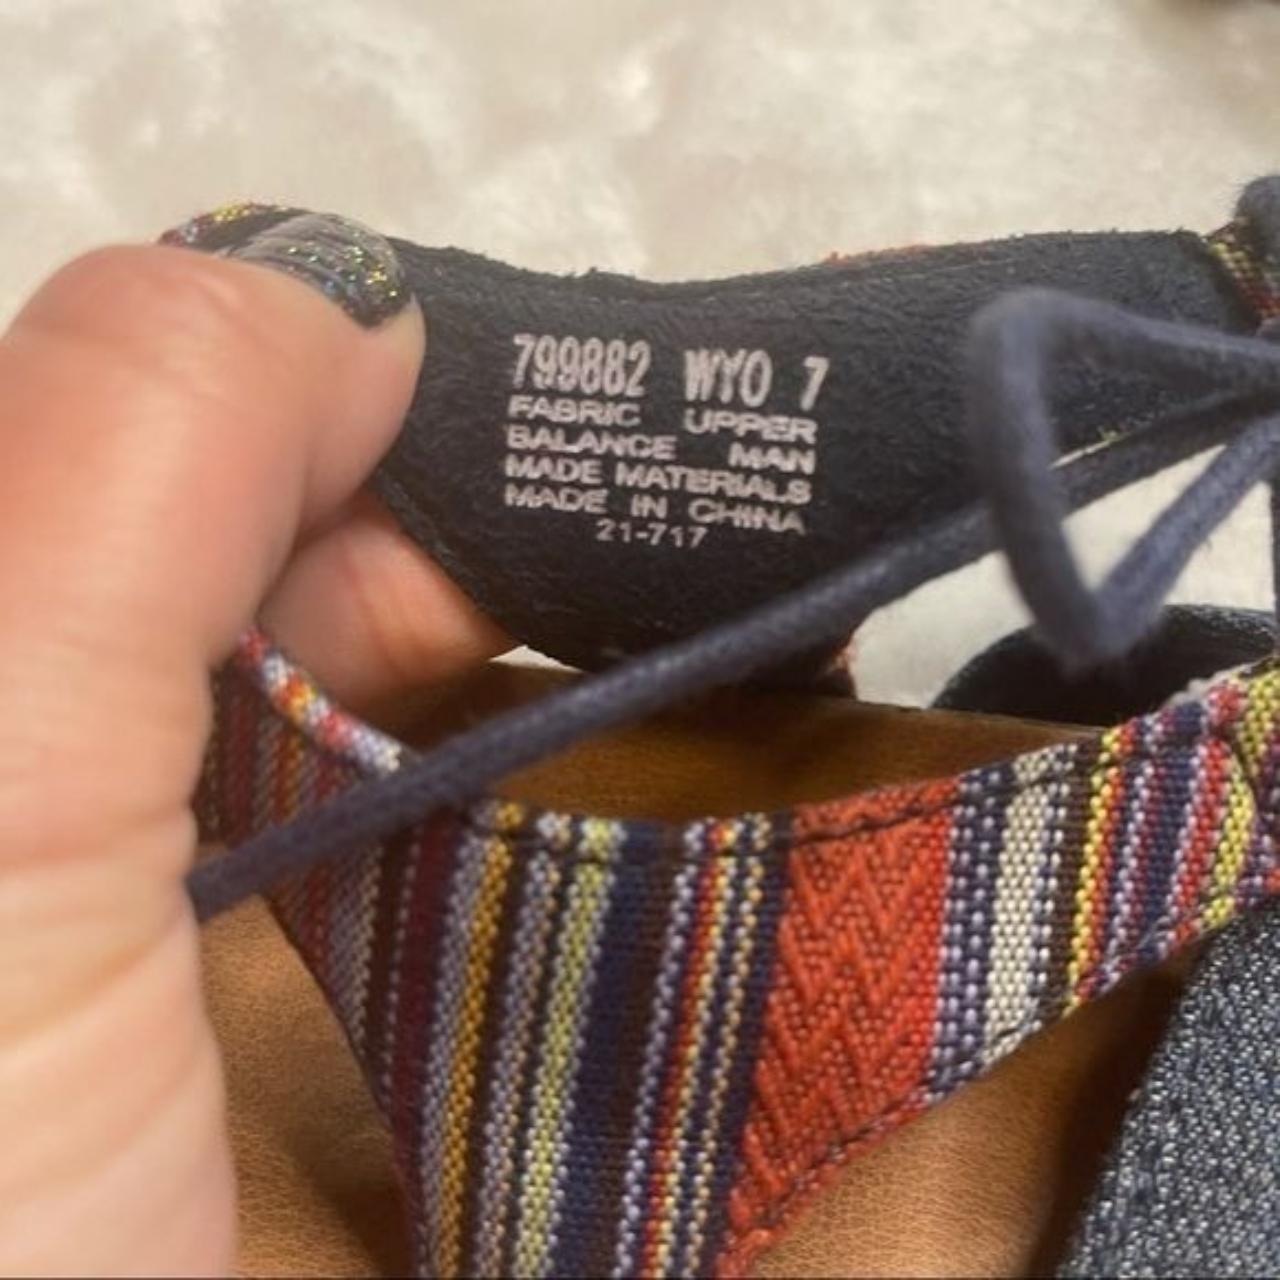 799882 WYO 7
FABRIC UPPER
BALANCE MAN
MADE MATERIALS
MADE IN CHINA
21-717